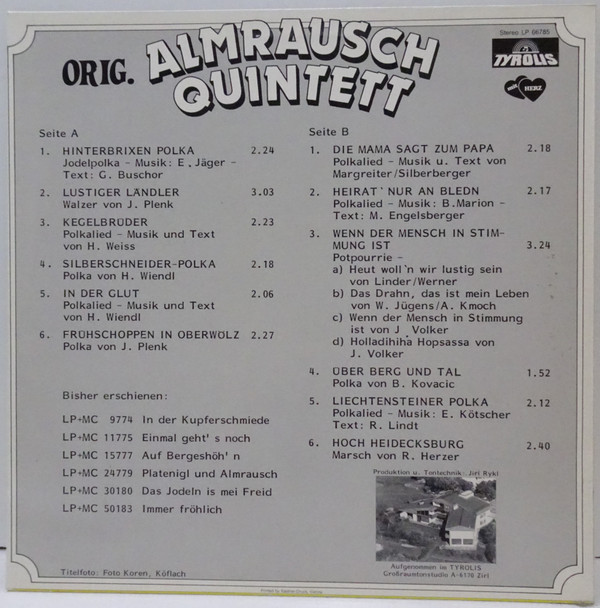 Stereo LP 66785
ORIG. ALMRAUSCH
QUINTETT
TYROLIS
mit HERZ
Seite A
1. HINTERBRIXEN POLKA 2.24
Jodelpolka - Musik: E. Jäger -
Text: G. Buschor
2. LUSTIGER LÄNDLER 3.03
Walzer von J. Plenk
3. KEGELBRÜDER 2.23
Polkalied - Musik und Text
von H. Weiss
4. SILBERSCHNEIDER-POLKA 2.18
Polka von H. Wiendl
5. IN DER GLUT 2.06
Polkalied - Musik und Text
von H. Wiendl
6. FRÜHSCHOPPEN IN OBERWÖLZ 2.27
Polka von J. Plenk
Bisher erschienen:
LP+MC 9774 In der Kupferschmiede
LP+MC 11775 Einmal geht's noch
LP+MC 15777 Auf Bergeshöh'n
LP+MC 24779 Platenigl und Almrausch
LP+MC 30180 Das Jodeln is mei Freid
LP+MC 50183 Immer fröhlich
Titelfoto: Foto Koren, Köflach
Seite B
1. DIE MAMA SAGT ZUM PAPA 2.18
Polkalied - Musik u. Text von
Margreiter/Silberberger
2. HEIRAT' NUR AN BLEDN 2.17
Polkalied - Musik: B.Marion -
Text: M. Engelsberger
3. WENN DER MENSCH IN STIM-
MUNG IST 3.24
Potpourrie -
a) Heut woll'n wir lustig sein
von Linder/Werner
b) Das Drahn, das ist mein Leben
von W. Jügens/A. Kmoch
c) Wenn der Mensch in Stimmung
ist von J. Volker
d) Holladihiha Hopsassa von
J. Volker
4. ÜBER BERG UND TAL 1.52
Polka von B. Kovacic
5. LIECHTENSTEINER POLKA 2.12
Polkalied - Musik: E. Kötscher
Text: R. Lindt
6. HOCH HEIDECKSBURG 2.40
Marsch von R. Herzer
Produktion u. Tontechnik: Jiri Rykl
Aufgenommen im TYROLIS
Großraumtonstudio A-6170 Zirl